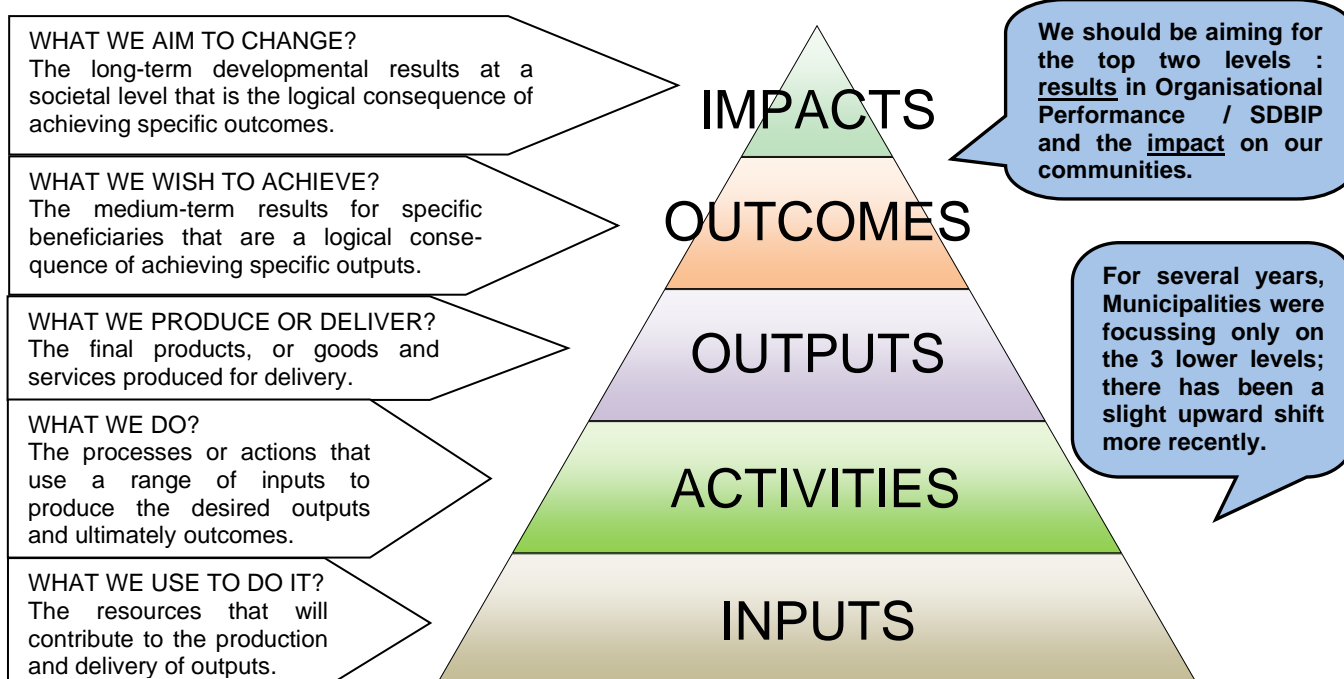 WHAT WE AIM TO CHANGE?
The long-term developmental results at a
societal level that is the logical consequence of
achieving specific outcomes.
IMPACTS
We should be aiming for
the top two levels :
results in Organisational
Performance / SDBIP
and the impact on our
communities.
WHAT WE WISH TO ACHIEVE?
The medium-term results for specific
beneficiaries that are a logical conse-
quence of achieving specific outputs.
OUTCOMES
WHAT WE PRODUCE OR DELIVER?
The final products, or goods and
services produced for delivery.
OUTPUTS
For several years,
Municipalities were
focussing only on
the 3 lower levels;
there has been a
slight upward shift
more recently.
WHAT WE DO?
The processes or actions that
use a range of inputs to
produce the desired outputs
and ultimately outcomes.
ACTIVITIES
WHAT WE USE TO DO IT?
The resources that will
contribute to the production
and delivery of outputs.
INPUTS